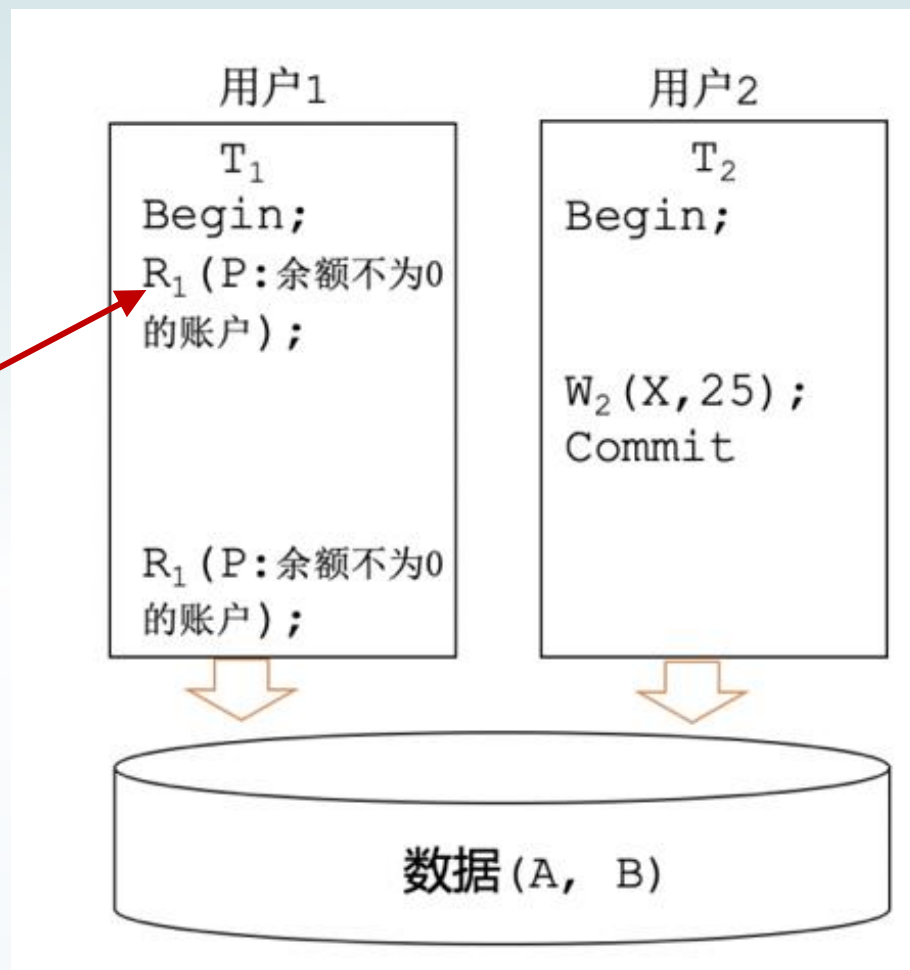 用户1
T₁
Begin;
R₁(P:余额不为0
的账户);
R₁(P:余额不为0
的账户);
用户2
T₂
Begin;
W₂(X,25);
Commit
数据(A, B)